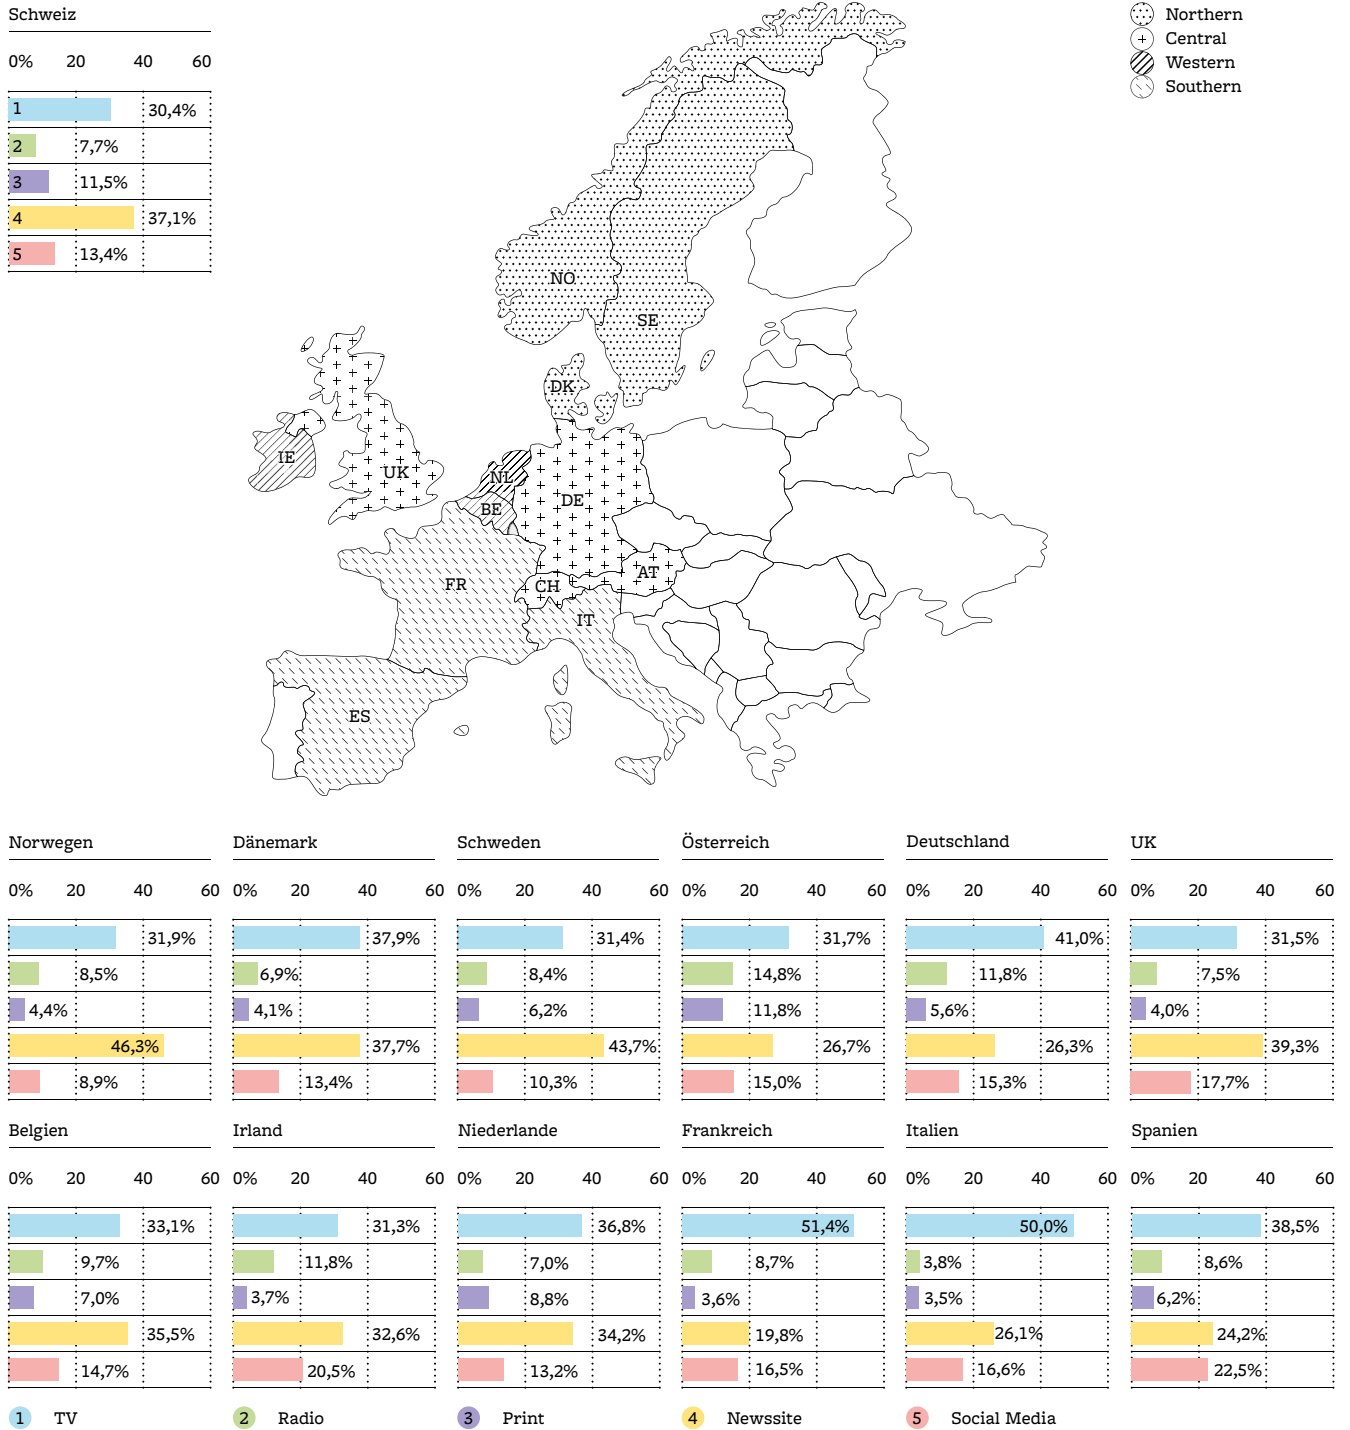 Schweiz
0% 20 40 60
1 30,4%
2 7,7%
3 11,5%
4 37,1%
5 13,4%
Northern
Central
Western
Southern
NO
SE
DK
IE
UK
NL
BE
DE
FR
CH
AT
IT
ES
Norwegen
0% 20 40 60
31,9%
8,5%
4,4%
46,3%
8,9%
Dänemark
0% 20 40 60
37,9%
6,9%
4,1%
37,7%
13,4%
Schweden
0% 20 40 60
31,4%
8,4%
6,2%
43,7%
10,3%
Österreich
0% 20 40 60
31,7%
14,8%
11,8%
26,7%
15,0%
Deutschland
0% 20 40 60
41,0%
11,8%
5,6%
26,3%
15,3%
UK
0% 20 40 60
31,5%
7,5%
4,0%
39,3%
17,7%
Belgien
0% 20 40 60
33,1%
9,7%
7,0%
35,5%
14,7%
Irland
0% 20 40 60
31,3%
11,8%
3,7%
32,6%
20,5%
Niederlande
0% 20 40 60
36,8%
7,0%
8,8%
34,2%
13,2%
Frankreich
0% 20 40 60
51,4%
8,7%
3,6%
19,8%
16,5%
Italien
0% 20 40 60
50,0%
3,8%
3,5%
26,1%
16,6%
Spanien
0% 20 40 60
38,5%
8,6%
6,2%
24,2%
22,5%
1 TV
2 Radio
3 Print
4 Newssite
5 Social Media